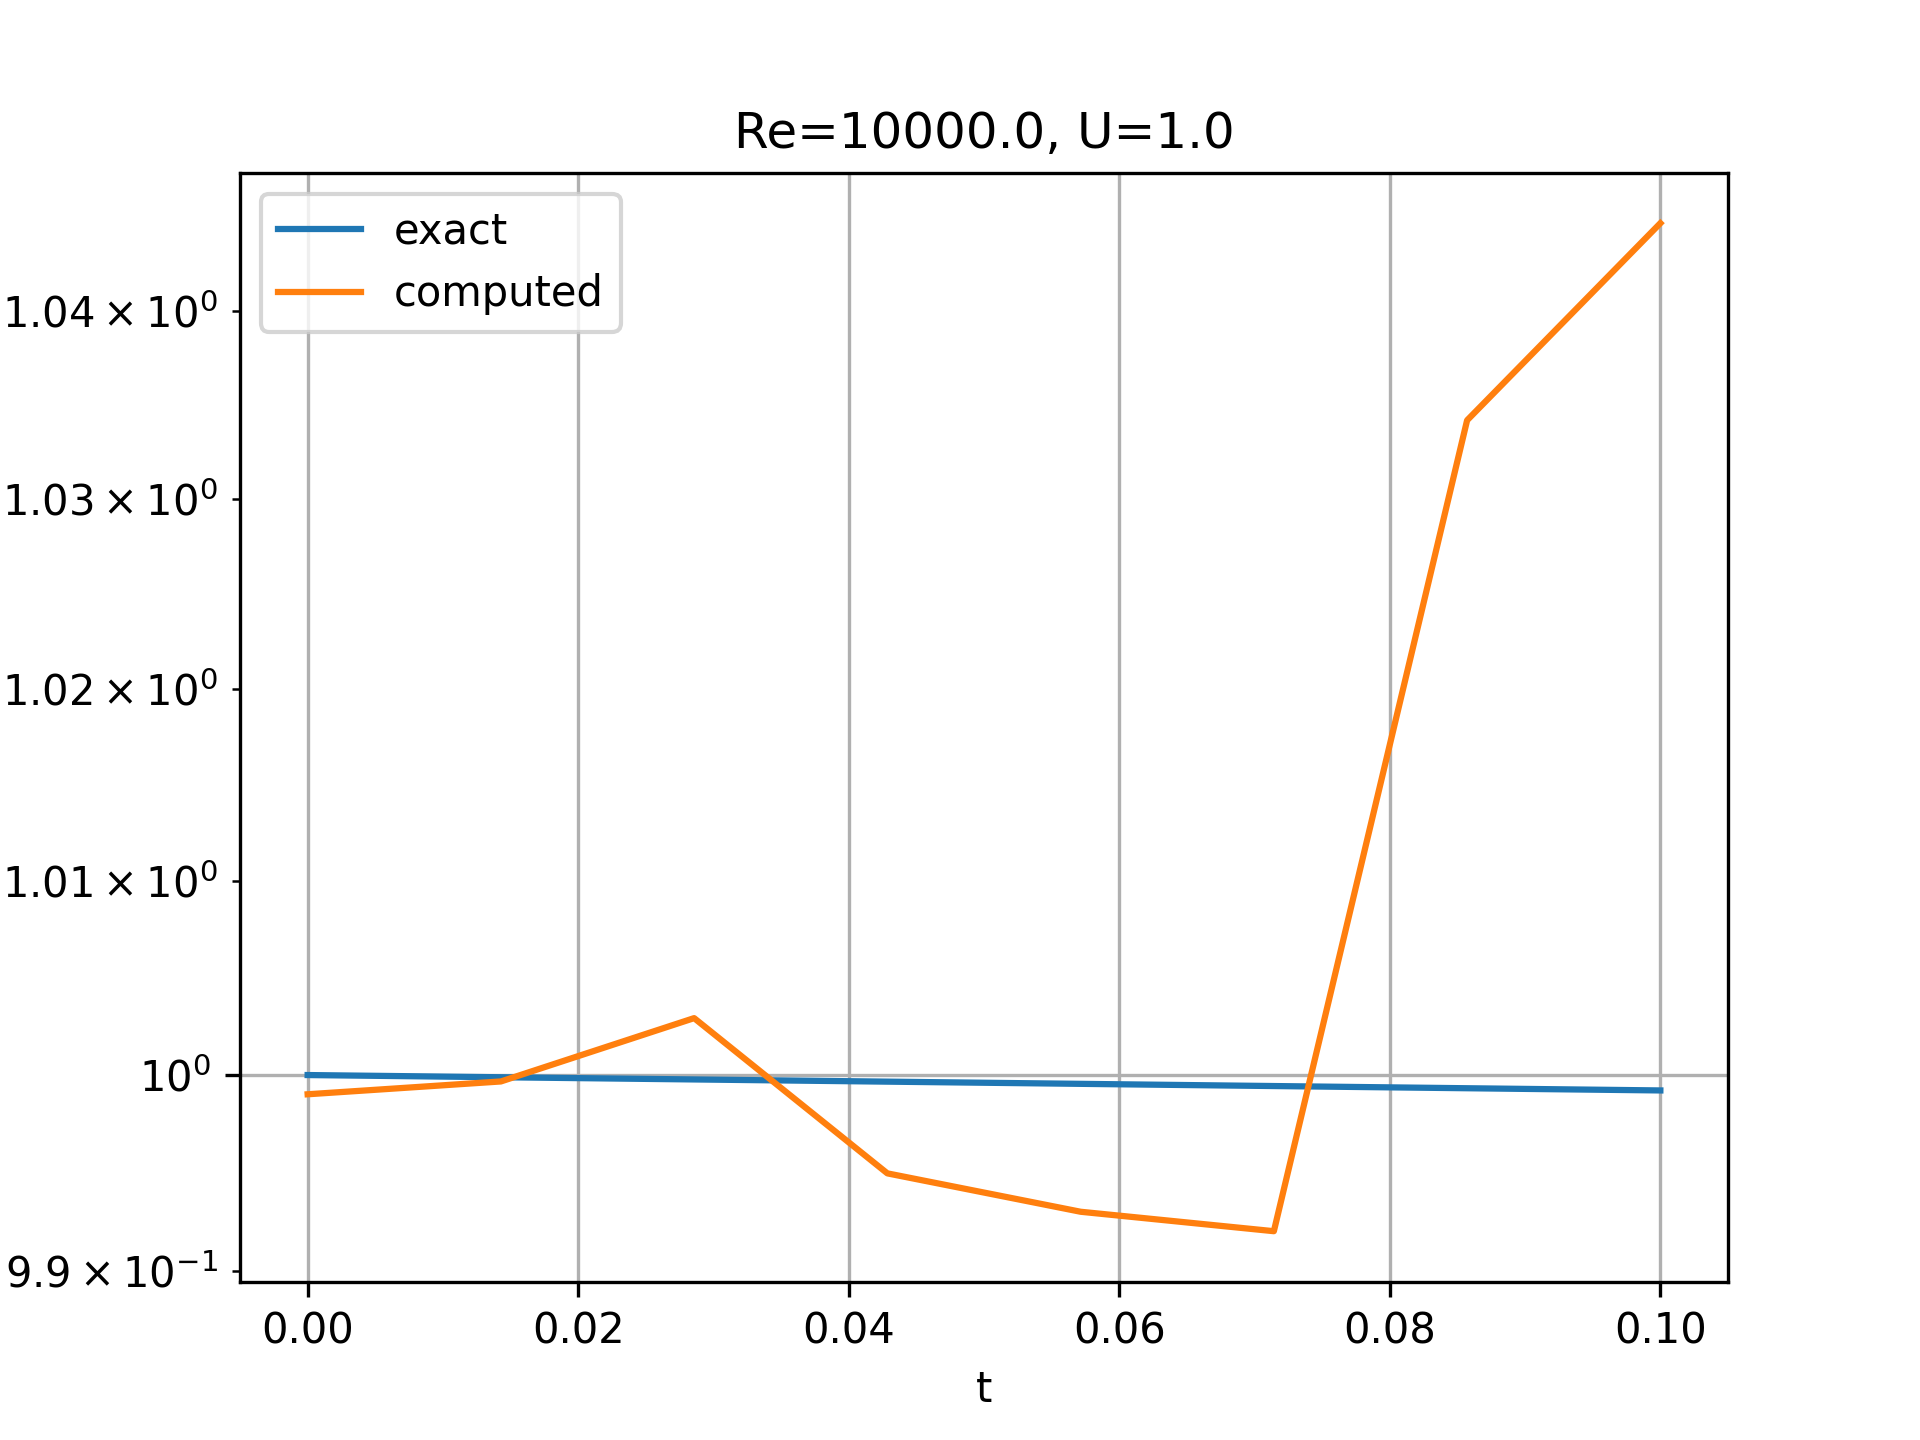 Re=10000.0, U=1.0
exact
computed
1.04 × 10⁰
1.03 × 10⁰
1.02 × 10⁰
1.01 × 10⁰
10⁰
9.9 × 10⁻¹
0.00 0.02 0.04 0.06 0.08 0.10
t